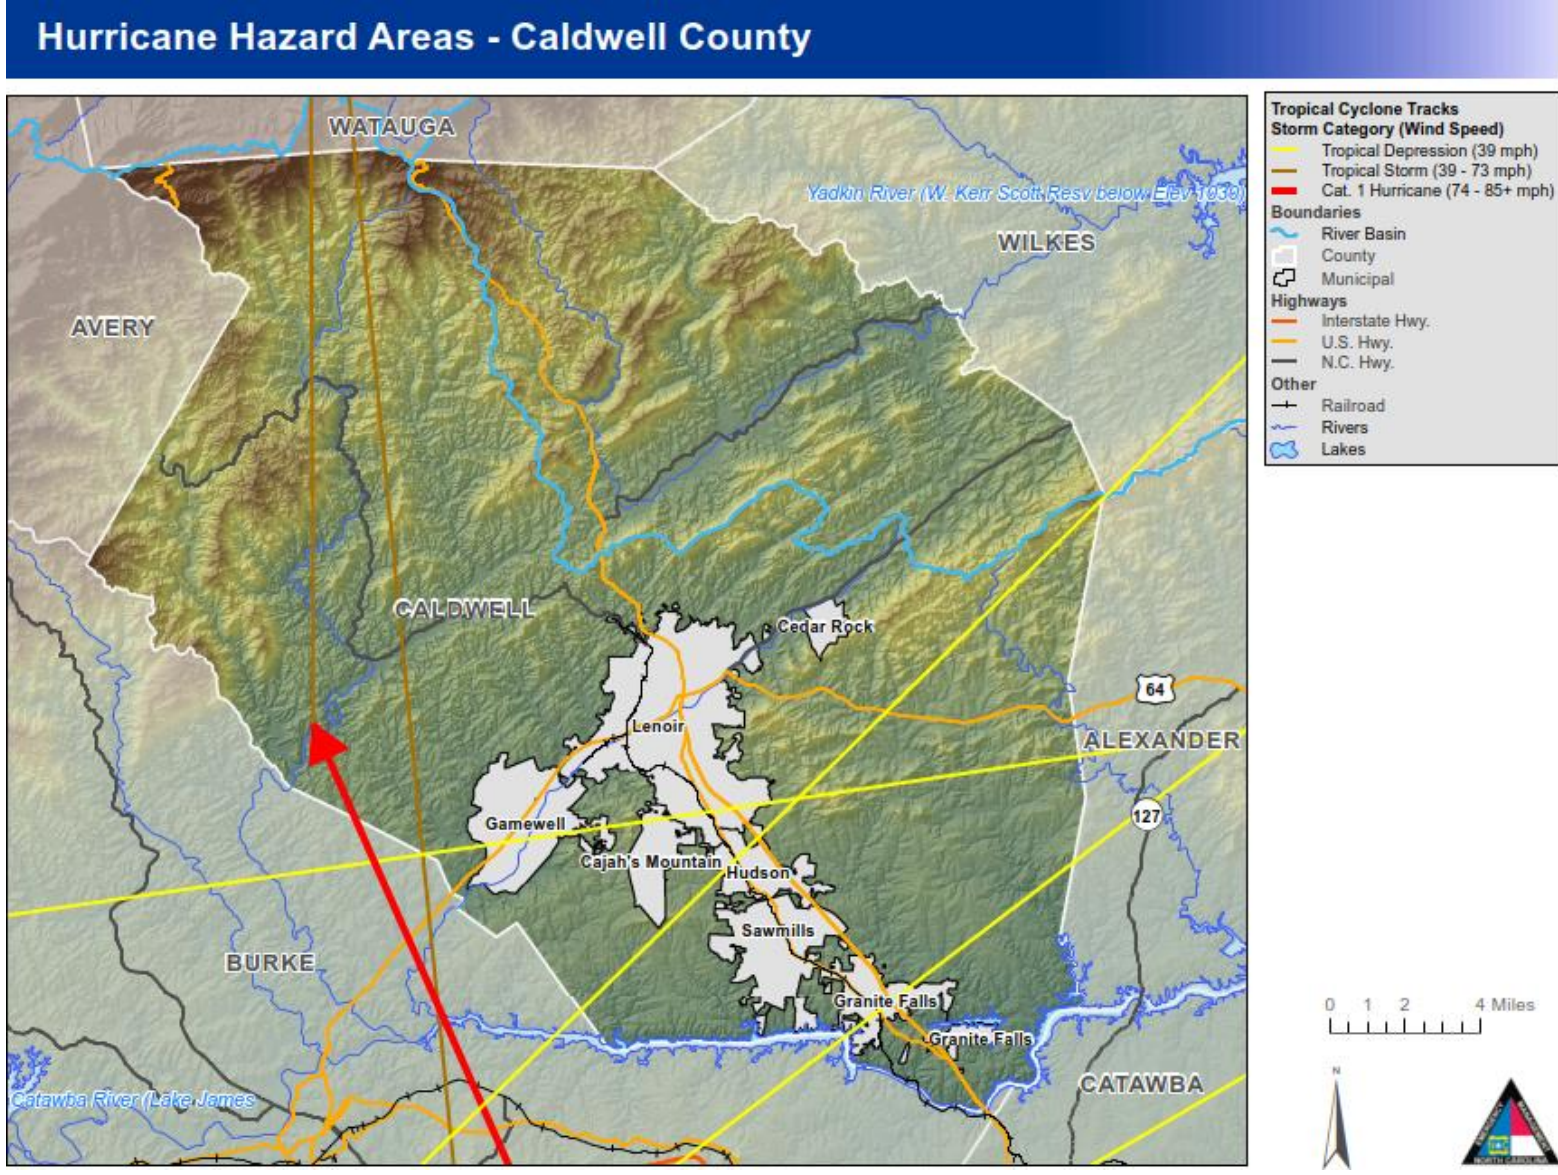 Hurricane Hazard Areas - Caldwell County
WATAUGA
Yadkin River (W. Kerr Scott Resv below Elev 1030)
WILKES
AVERY
CALDWELL
Cedar Rock
64
Lenoir
ALEXANDER
127
Gamewell
Cajah's Mountain
Hudson
Sawmills
BURKE
Granite Falls
Granite Falls
CATAWBA
Catawba River (Lake James
Tropical Cyclone Tracks
Storm Category (Wind Speed)
Tropical Depression (39 mph)
Tropical Storm (39 - 73 mph)
Cat. 1 Hurricane (74 - 85+ mph)
Boundaries
River Basin
County
Municipal
Highways
Interstate Hwy.
U.S. Hwy.
N.C. Hwy.
Other
Railroad
Rivers
Lakes
0 1 2 4 Miles
N
EMERGENCY
MANAGEMENT
NORTH CAROLINA